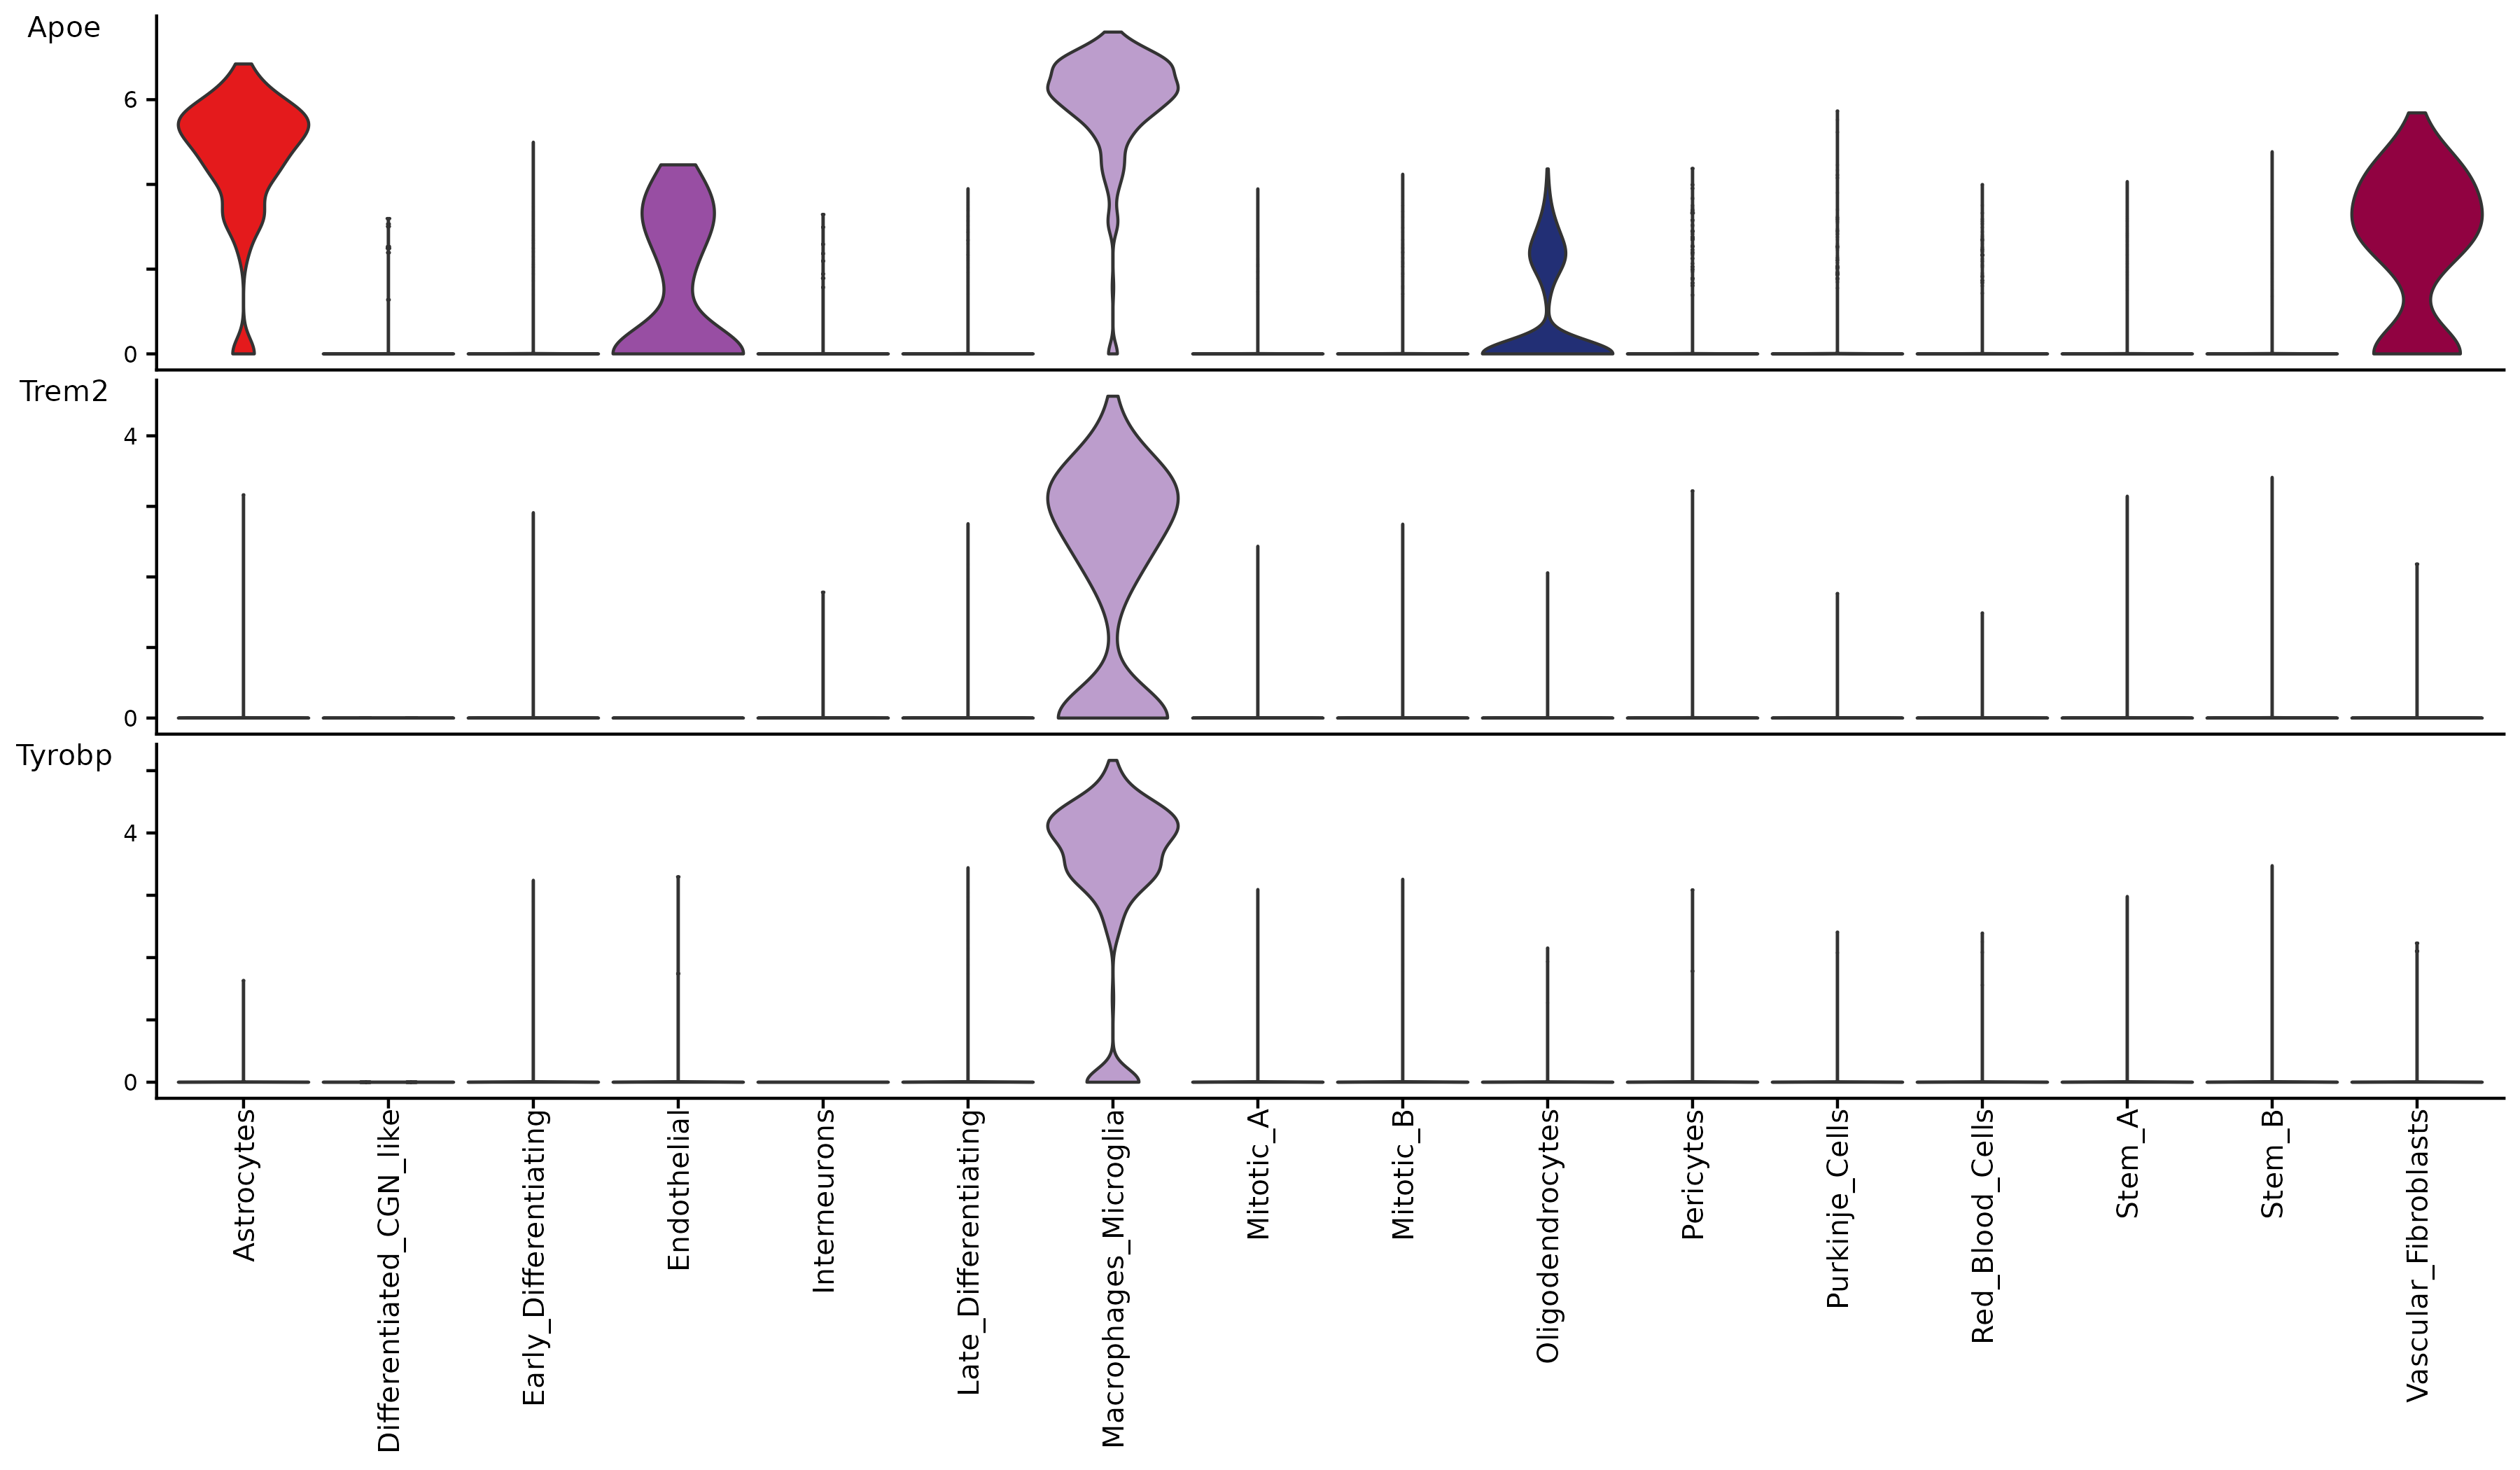 Apoe
6
0
Trem2
4
0
Tyrobp
4
0
Astrocytes
Differentiated_CGN_like
Early_Differentiating
Endothelial
Interneurons
Late_Differentiating
Macrophages_Microglia
Mitotic_A
Mitotic_B
Oligodendrocytes
Pericytes
Purkinje_Cells
Red_Blood_Cells
Stem_A
Stem_B
Vascular_Fibroblasts